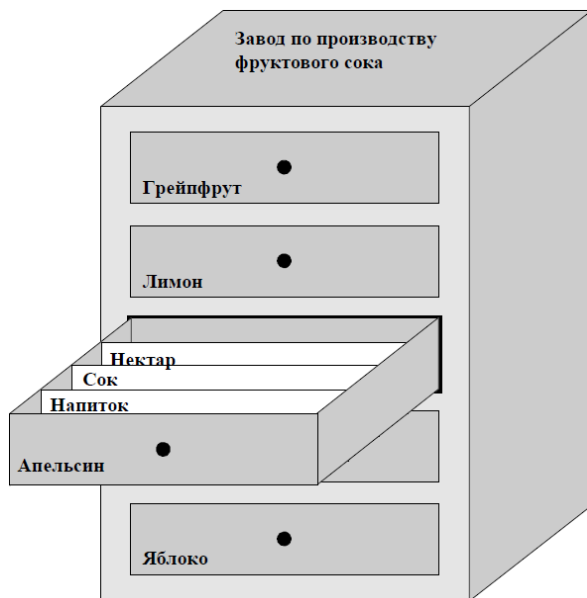 Завод по производству
фруктового сока
Грейпфрут
Лимон
Нектар
Сок
Напиток
Апельсин
Яблоко